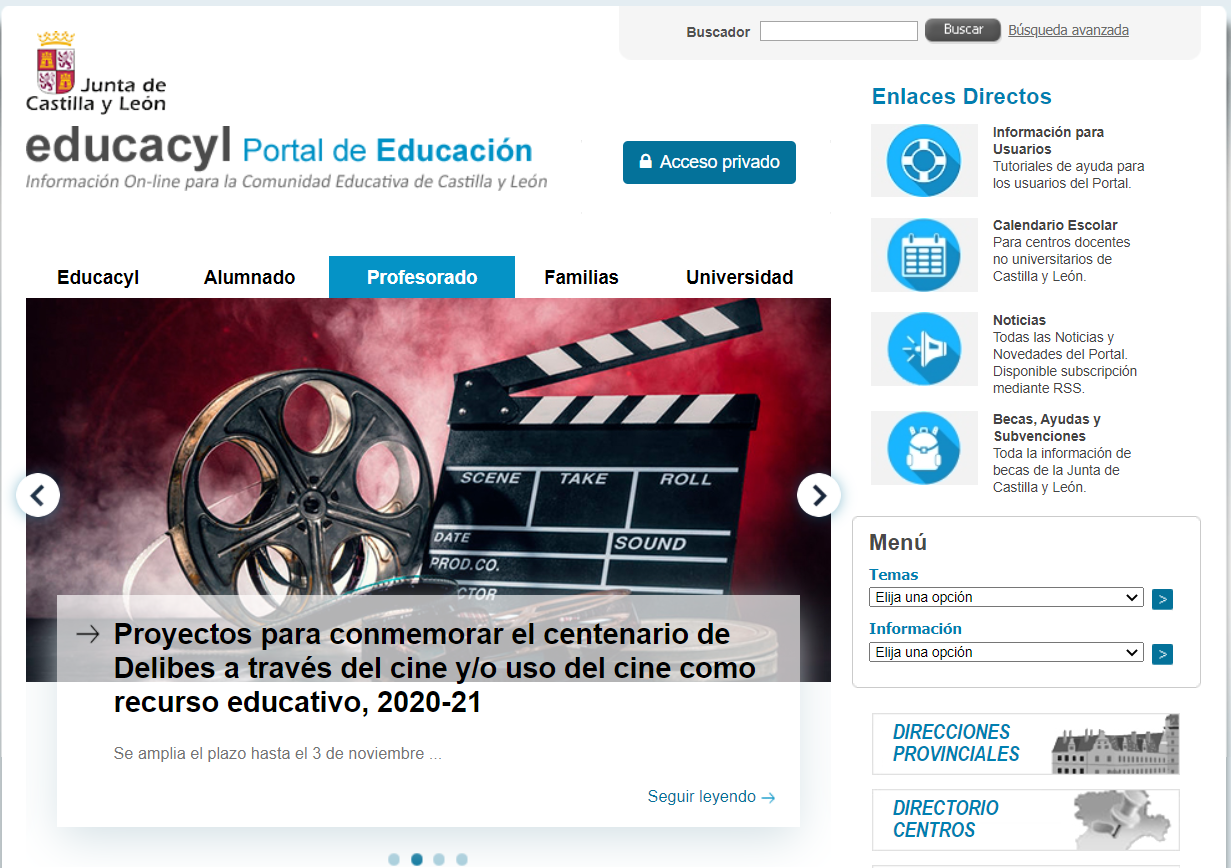 Buscador
Buscar
Búsqueda avanzada
Junta de
Castilla y León
educacyl Portal de Educación
Información On-line para la Comunidad Educativa de Castilla y León
Acceso privado
Educacyl
Alumnado
Profesorado
Familias
Universidad
SCENE
TAKE
ROLL
DATE
SOUND
PROD.CO.
Proyectos para conmemorar el centenario de
Delibes a través del cine y/o uso del cine como
recurso educativo, 2020-21
Se amplia el plazo hasta el 3 de noviembre ...
Seguir leyendo →
Enlaces Directos
Información para
Usuarios
Tutoriales de ayuda para
los usuarios del Portal.
Calendario Escolar
Para centros docentes
no universitarios de
Castilla y León.
Noticias
Todas las Noticias y
Novedades del Portal.
Disponible subscripción
mediante RSS.
Becas, Ayudas y
Subvenciones
Toda la información de
becas de la Junta de
Castilla y León.
Menú
Temas
Elija una opción
>
Información
Elija una opción
>
DIRECCIONES
PROVINCIALES
DIRECTORIO
CENTROS